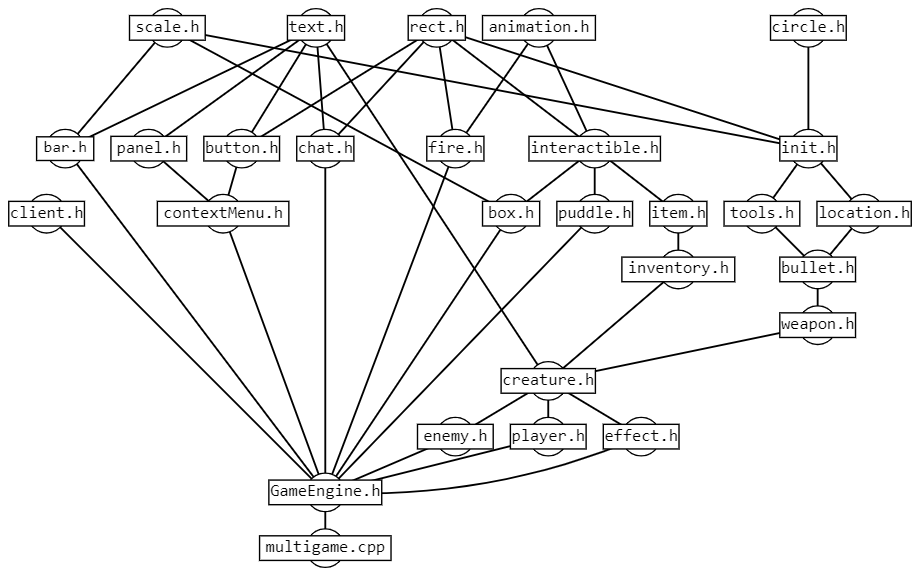 scale.h
text.h
rect.h
animation.h
circle.h
bar.h
panel.h
button.h
chat.h
fire.h
interactible.h
init.h
client.h
contextMenu.h
box.h
puddle.h
item.h
tools.h
location.h
inventory.h
bullet.h
weapon.h
creature.h
enemy.h
player.h
effect.h
GameEngine.h
multigame.cpp